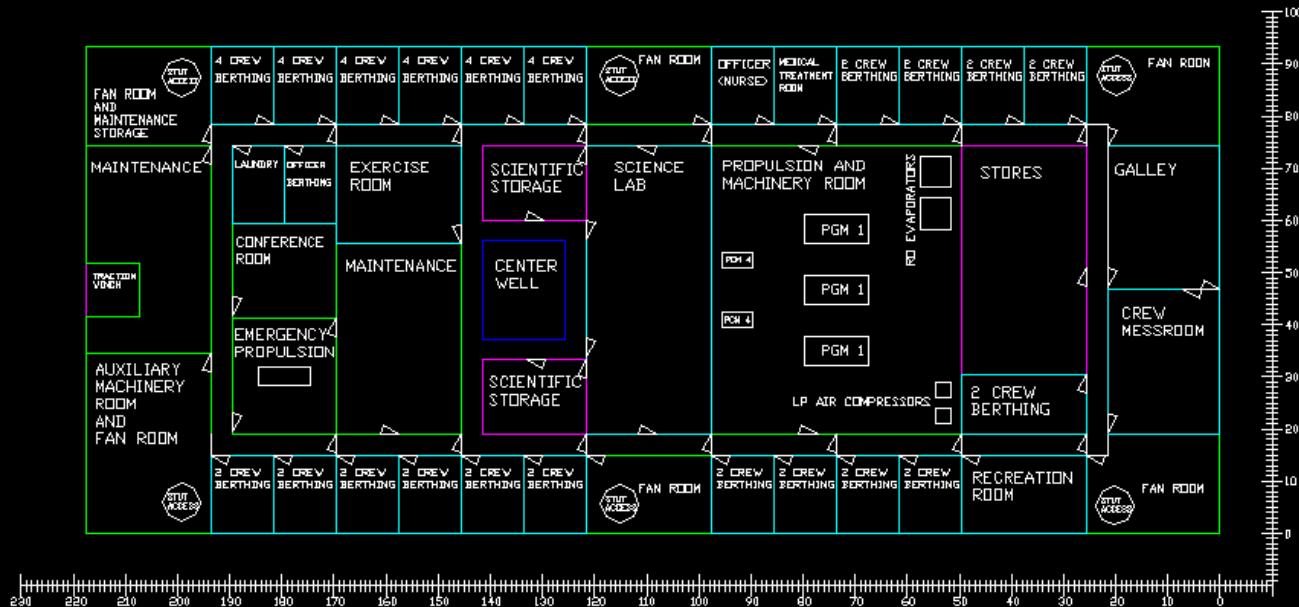 4 CREW
BERTHING
4 CREW
BERTHING
4 CREW
BERTHING
4 CREW
BERTHING
4 CREW
BERTHING
4 CREW
BERTHING
FAN ROOM
OFFICER
(NURSE)
MEDICAL
TREATMENT
ROOM
2 CREW
BERTHING
2 CREW
BERTHING
2 CREW
BERTHING
2 CREW
BERTHING
FAN ROOM
STUT
ACCESS
STUT
ACCESS
STUT
ACCESS
FAN ROOM
AND
MAINTENANCE
STORAGE
MAINTENANCE
LAUNDRY
OFFICER
BERTHING
EXERCISE
ROOM
SCIENTIFIC
STORAGE
SCIENCE
LAB
PROPULSION AND
MACHINERY ROOM
RO EVAPORATORS
STORES
GALLEY
PGM 1
CONFERENCE
ROOM
MAINTENANCE
CENTER
WELL
PCM 4
TRACTION
WINCH
PGM 1
PCM 4
CREW
MESSROOM
EMERGENCY
PROPULSION
PGM 1
AUXILIARY
MACHINERY
ROOM
AND
FAN ROOM
SCIENTIFIC
STORAGE
LP AIR COMPRESSORS
2 CREW
BERTHING
2 CREW
BERTHING
2 CREW
BERTHING
2 CREW
BERTHING
2 CREW
BERTHING
2 CREW
BERTHING
2 CREW
BERTHING
FAN ROOM
2 CREW
BERTHING
2 CREW
BERTHING
2 CREW
BERTHING
2 CREW
BERTHING
RECREATION
ROOM
FAN ROOM
STUT
ACCESS
STUT
ACCESS
STUT
ACCESS
100
90
80
70
60
50
40
30
20
10
0
230 220 210 200 190 180 170 160 150 140 130 120 110 100 90 80 70 60 50 40 30 20 10 0